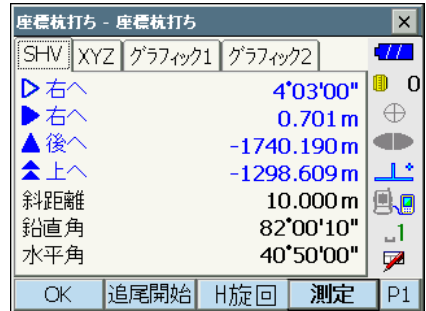 座標杭打ち - 座標杭打ち ×
SHV XYZ グラフィック1 グラフィック2
右へ 4°03'00" 0
右へ 0.701 m
後へ -1740.190 m
上へ -1298.609 m
斜距離 10.000 m
鉛直角 82°00'10" 1
水平角 40°50'00"
OK 追尾開始 H旋回 測定 P1